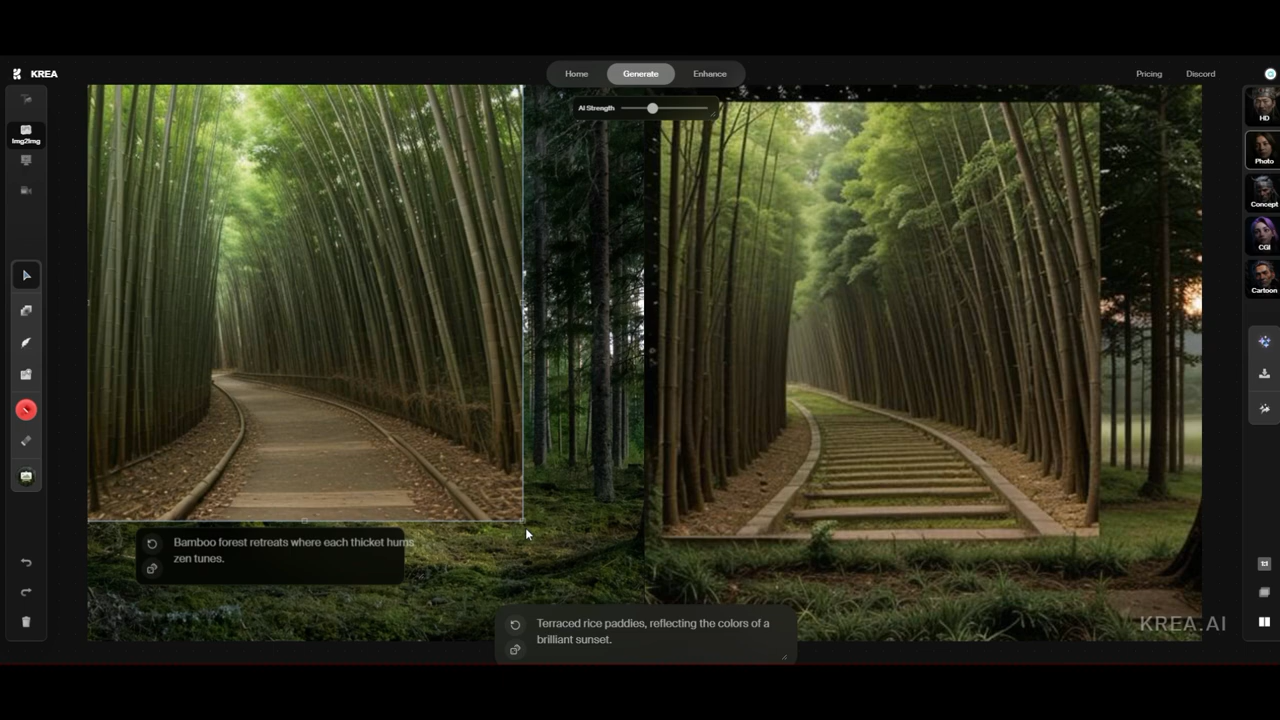 KREA
Home
Generate
Enhance
Pricing
Discord
AI Strength
Img2Img
HD
Photo
Concept
CGI
Cartoon
Bamboo forest retreats where each thicket hums
zen tunes.
Terraced rice paddies, reflecting the colors of a
brilliant sunset.
KREA.AI